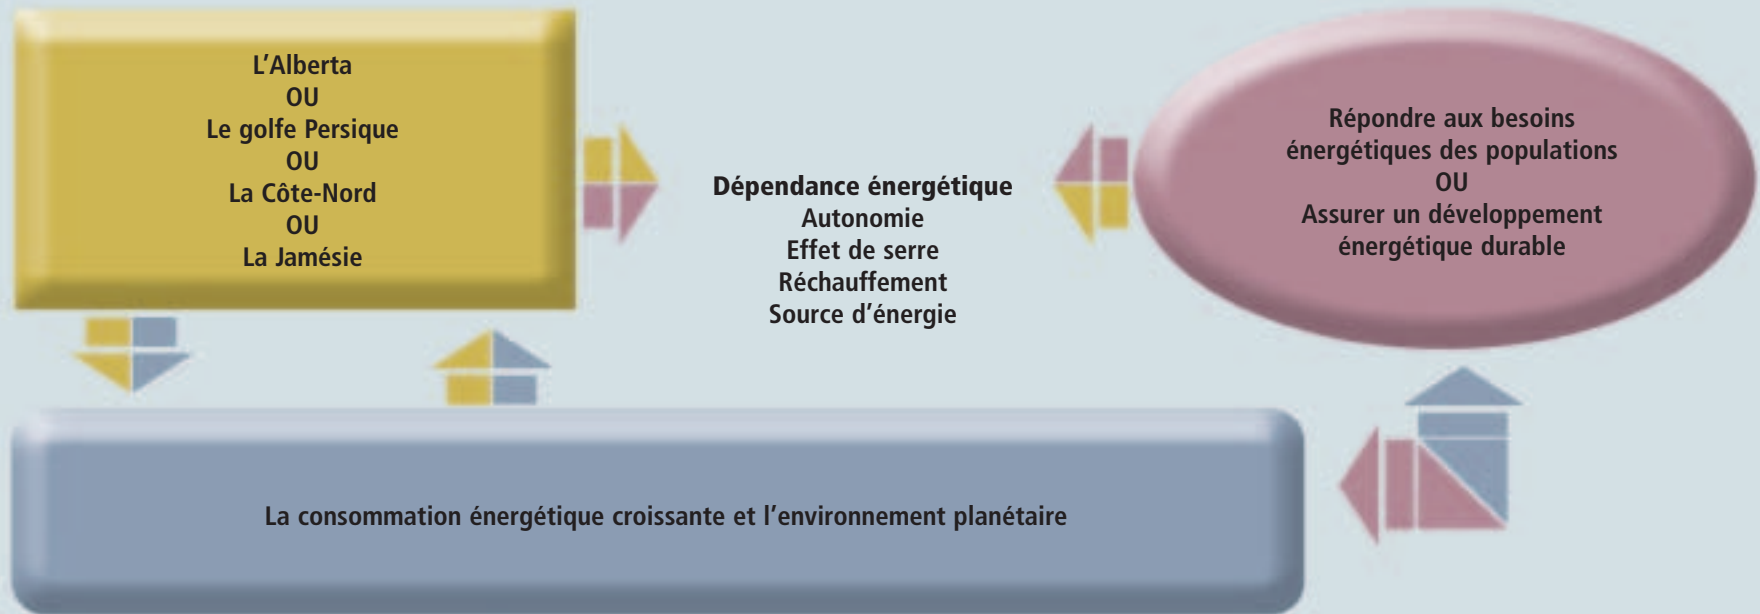 L’Alberta
OU
Le golfe Persique
OU
La Côte-Nord
OU
La Jamésie
Dépendance énergétique
Autonomie
Effet de serre
Réchauffement
Source d’énergie
Répondre aux besoins
énergétiques des populations
OU
Assurer un développement
énergétique durable
La consommation énergétique croissante et l’environnement planétaire